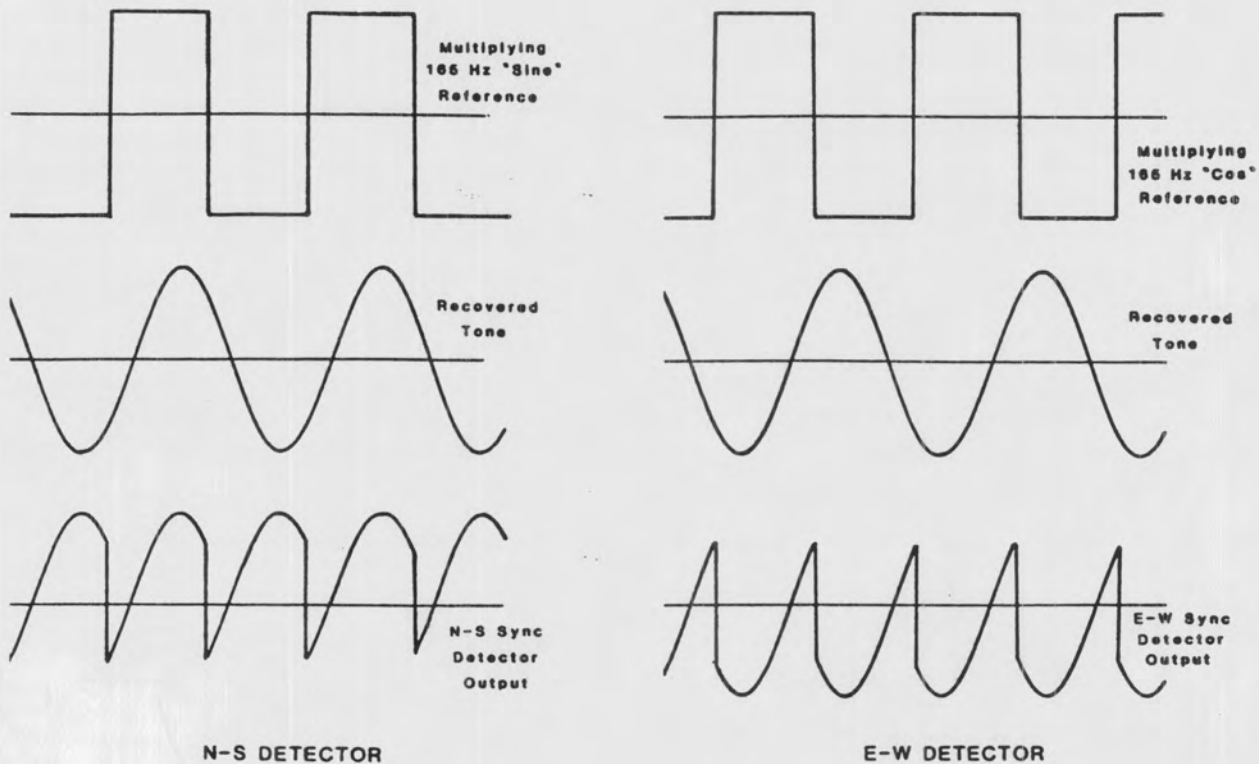 Multiplying
165 Hz "Sine"
Reference
Recovered
Tone
N-S Sync
Detector
Output
N-S DETECTOR
Multiplying
165 Hz "Cos"
Reference
Recovered
Tone
E-W Sync
Detector
Output
E-W DETECTOR